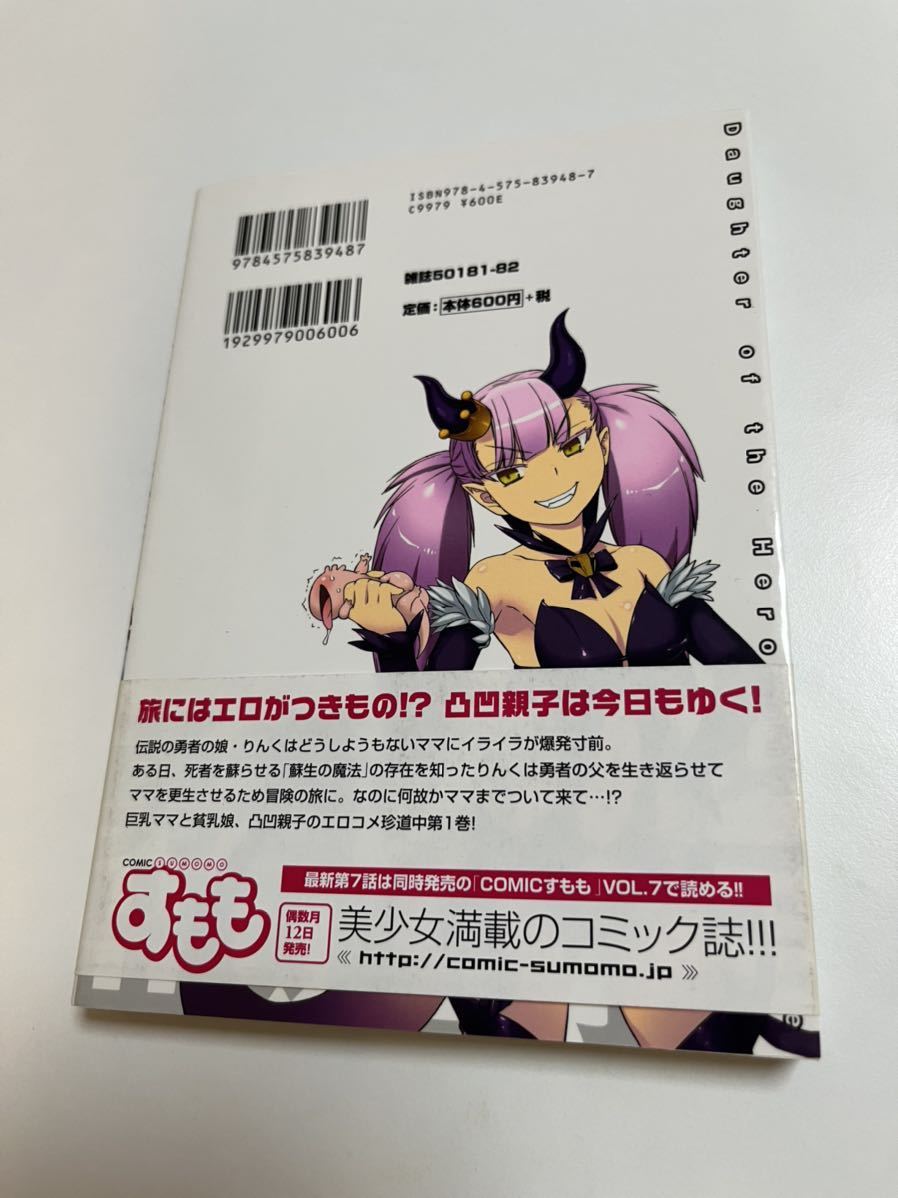 ISBN978-4-575-83948-7
C9979 ¥600E
9784575839487
雑誌50181-82
定価：本体600円+税
1929979006006
Daughter of the Hero
旅にはエロがつきもの!? 凸凹親子は今日もゆく!
伝説の勇者の娘・りんくはどうしようもないママにイライラが爆発寸前。
ある日、死者を蘇らせる「蘇生の魔法」の存在を知ったりんくは勇者の父を生き返らせて
ママを更生させるため冒険の旅に。なのに何故かママまでついて来て…!?
巨乳ママと貧乳娘、凸凹親子のエロコメ珍道中第1巻!
COMIC SUMOMO
すもも
最新第7話は同時発売の「COMICすもも」VOL.7で読める!!
偶数月
12日
発売!
美少女満載のコミック誌!!!
《 http://comic-sumomo.jp 》
e